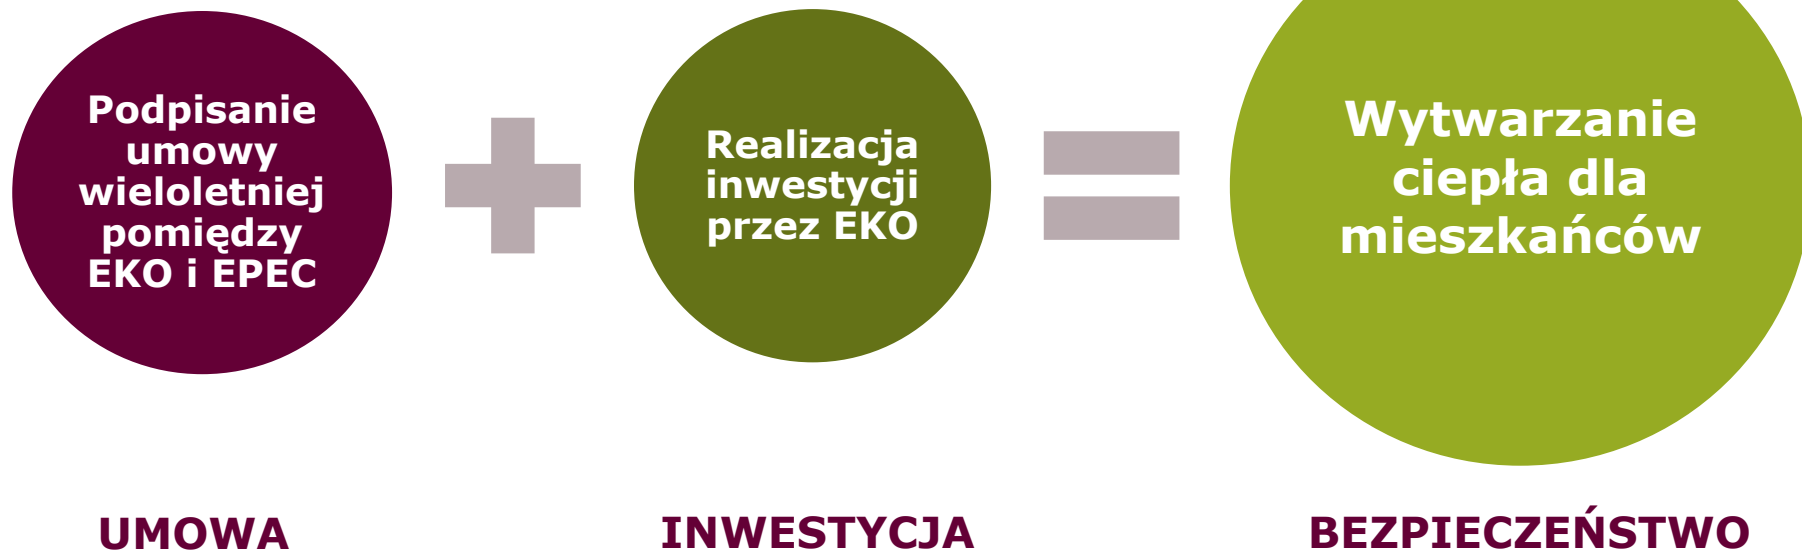 Podpisanie
umowy
wieloletniej
pomiędzy
EKO i EPEC
Realizacja
inwestycji
przez EKO
Wytwarzanie
ciepła dla
mieszkańców
UMOWA
INWESTYCJA
BEZPIECZEŃSTWO